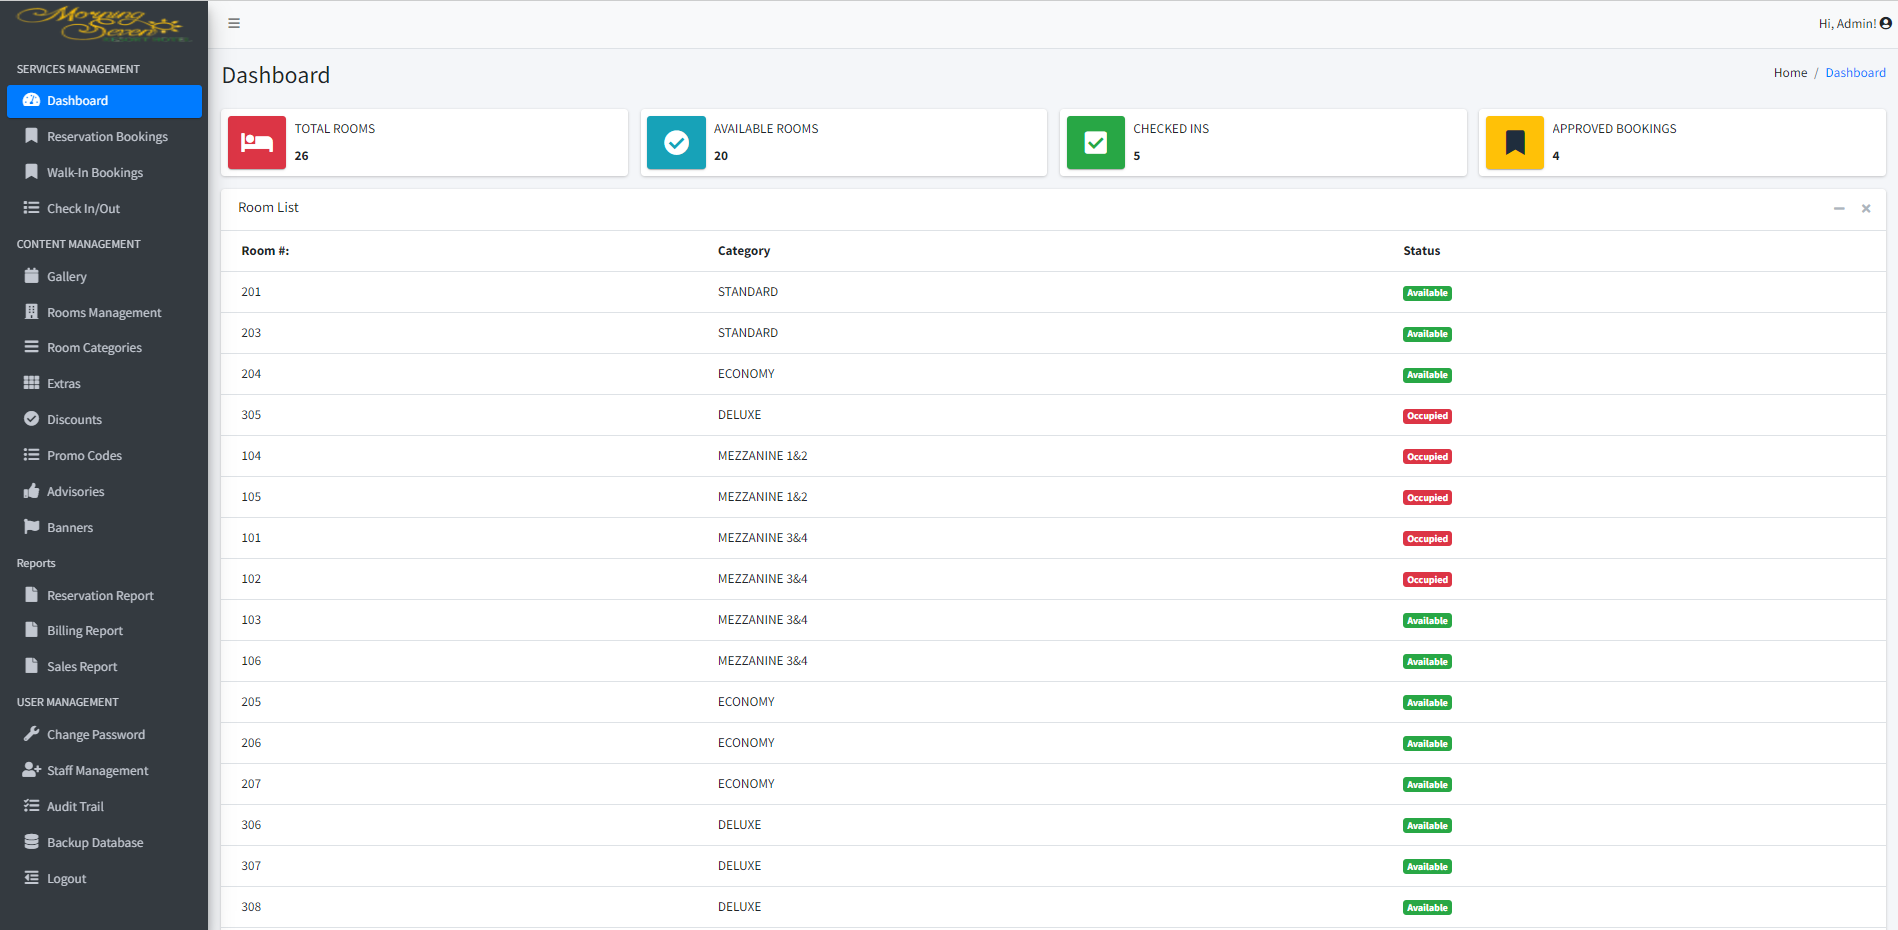 Morning
Seven
Hi, Admin!
SERVICES MANAGEMENT
Dashboard
Reservation Bookings
Walk-In Bookings
Check In/Out
CONTENT MANAGEMENT
Gallery
Rooms Management
Room Categories
Extras
Discounts
Promo Codes
Advisories
Banners
Reports
Reservation Report
Billing Report
Sales Report
USER MANAGEMENT
Change Password
Staff Management
Audit Trail
Backup Database
Logout
Dashboard
Home / Dashboard
TOTAL ROOMS
26
AVAILABLE ROOMS
20
CHECKED INS
5
APPROVED BOOKINGS
4
Room List
Room #: Category Status
201 STANDARD Available
203 STANDARD Available
204 ECONOMY Available
305 DELUXE Occupied
104 MEZZANINE 1&2 Occupied
105 MEZZANINE 1&2 Occupied
101 MEZZANINE 3&4 Occupied
102 MEZZANINE 3&4 Occupied
103 MEZZANINE 3&4 Available
106 MEZZANINE 3&4 Available
205 ECONOMY Available
206 ECONOMY Available
207 ECONOMY Available
306 DELUXE Available
307 DELUXE Available
308 DELUXE Available